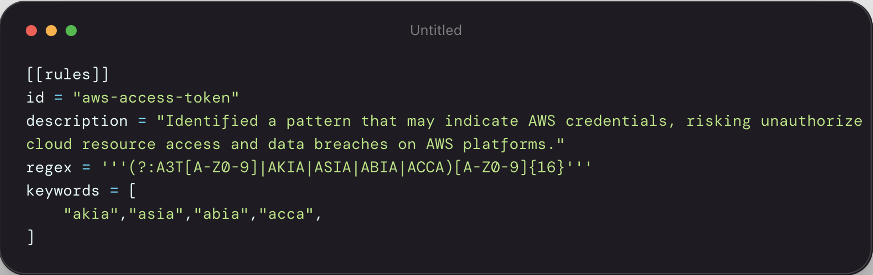 Untitled
[[rules]]
id = "aws-access-token"
description = "Identified a pattern that may indicate AWS credentials, risking unauthorize
cloud resource access and data breaches on AWS platforms."
regex = '''(?:A3T[A-Z0-9]|AKIA|ASIA|ABIA|ACCA)[A-Z0-9]{16}'''
keywords = [
    "akia","asia","abia","acca",
]